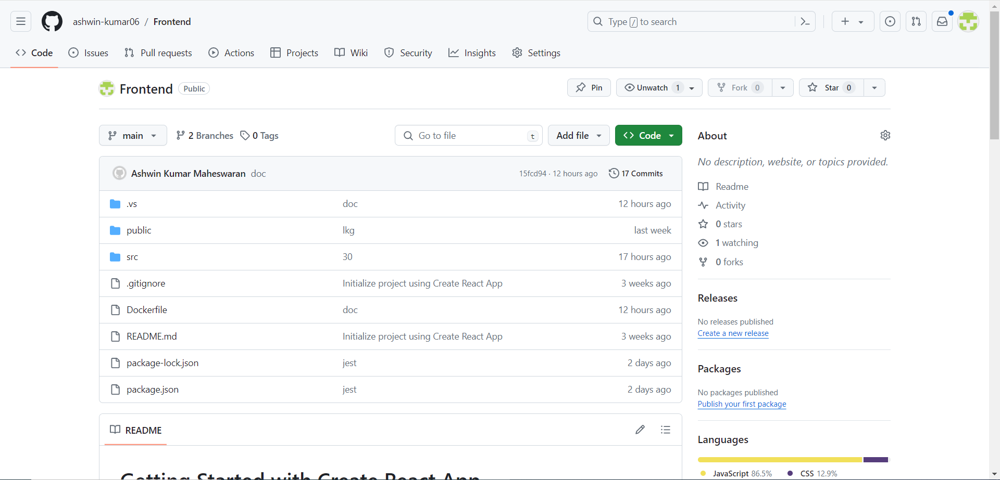 ashwin-kumar06 / Frontend
Type / to search
Code Issues Pull requests Actions Projects Wiki Security Insights Settings
Frontend Public
Pin Unwatch 1 Fork 0 Star 0
main 2 Branches 0 Tags Go to file t Add file Code
Ashwin Kumar Maheswaran doc 15fcd94 · 12 hours ago 17 Commits
.vs doc 12 hours ago
public lkg last week
src 30 17 hours ago
.gitignore Initialize project using Create React App 3 weeks ago
Dockerfile doc 12 hours ago
README.md Initialize project using Create React App 3 weeks ago
package-lock.json jest 2 days ago
package.json jest 2 days ago
README
Getting Started with Create React App
About
No description, website, or topics provided.
Readme
Activity
0 stars
1 watching
0 forks
Releases
No releases published
Create a new release
Packages
No packages published
Publish your first package
Languages
JavaScript 86.5% CSS 12.9%